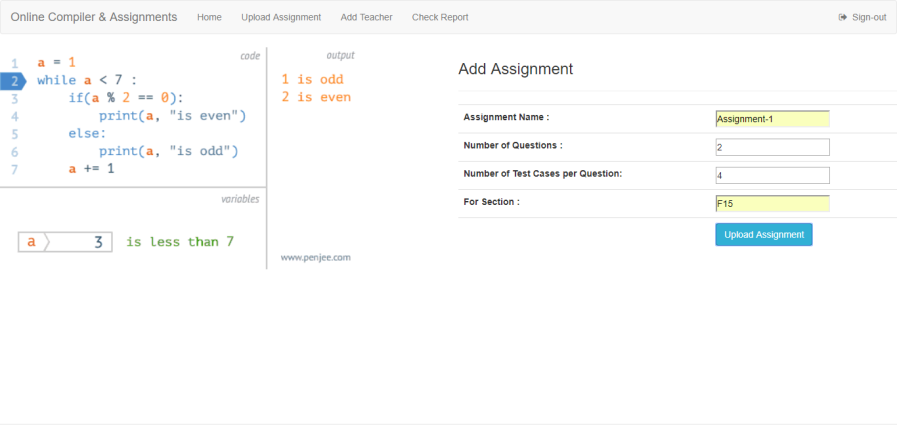 Online Compiler & Assignments Home Upload Assignment Add Teacher Check Report Sign-out
code
1 a = 1
2 while a < 7 :
3 if(a % 2 == 0):
4 print(a, "is even")
5 else:
6 print(a, "is odd")
7 a += 1
output
1 is odd
2 is even
variables
a 3 is less than 7
www.penjee.com
Add Assignment
Assignment Name : Assignment-1
Number of Questions : 2
Number of Test Cases per Question: 4
For Section : F15
Upload Assignment